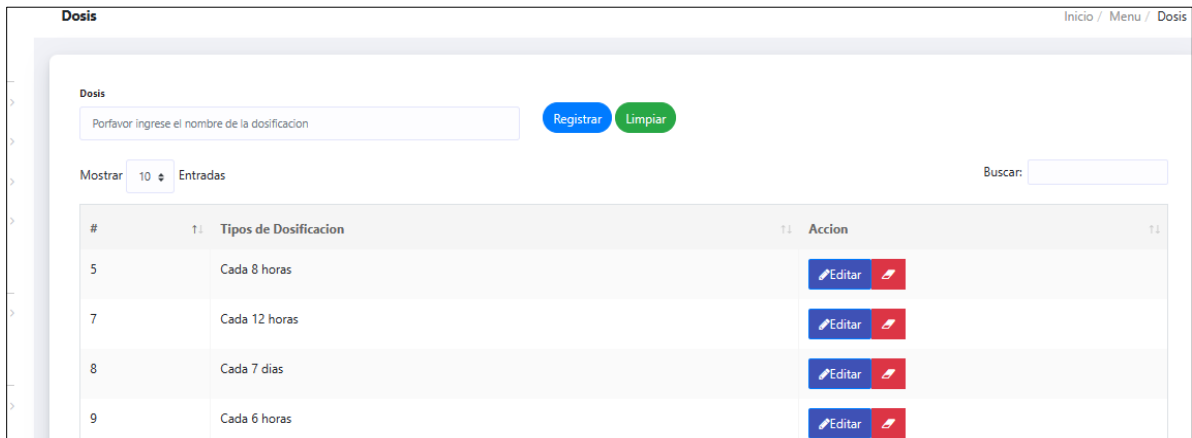 Dosis
Inicio / Menu / Dosis
Dosis
Porfavor ingrese el nombre de la dosificacion
Registrar Limpiar
Mostrar 10 Entradas
Buscar:
# Tipos de Dosificacion Accion
5 Cada 8 horas Editar
7 Cada 12 horas Editar
8 Cada 7 dias Editar
9 Cada 6 horas Editar